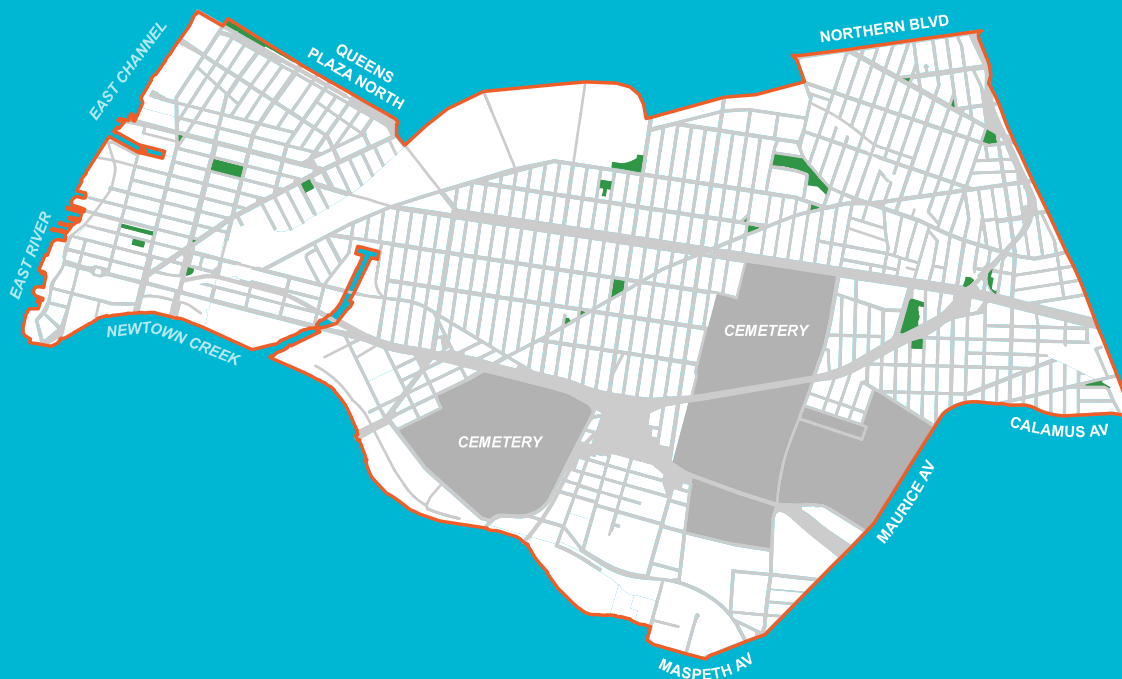 NORTHERN BLVD
EAST CHANNEL
QUEENS
PLAZA NORTH
EAST RIVER
NEWTOWN CREEK
CEMETERY
CEMETERY
CALAMUS AV
MAURICE AV
MASPETH AV